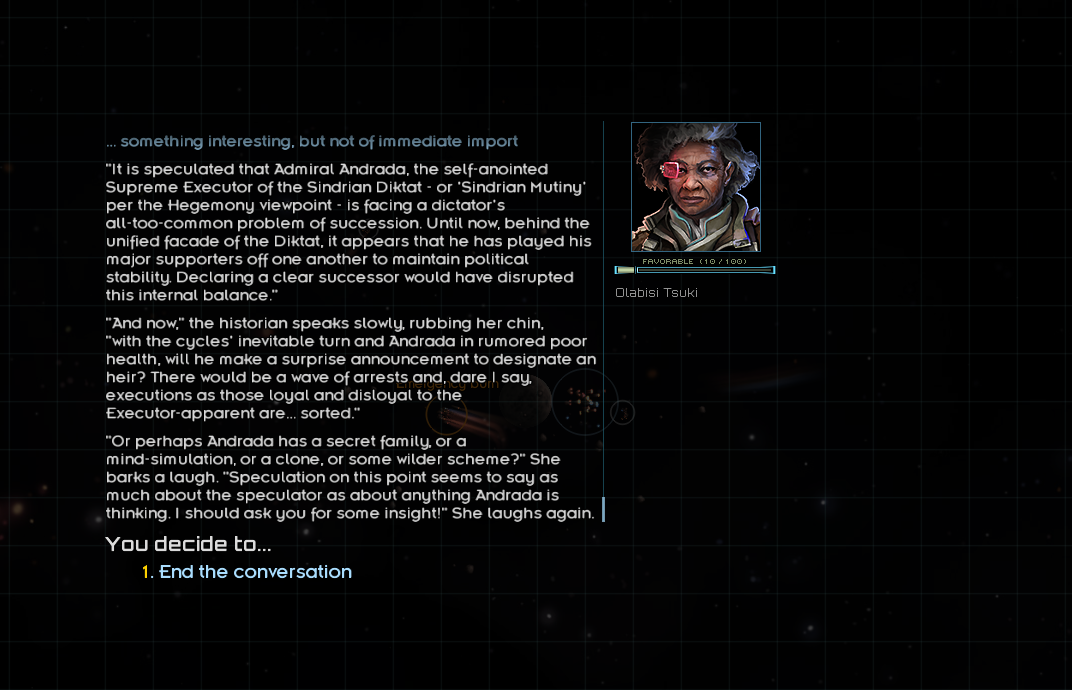 ... something interesting, but not of immediate import
"It is speculated that Admiral Andrada, the self-anointed
Supreme Executor of the Sindrian Diktat - or 'Sindrian Mutiny'
per the Hegemony viewpoint - is facing a dictator's
all-too-common problem of succession. Until now, behind the
unified facade of the Diktat, it appears that he has played his
major supporters off one another to maintain political
stability. Declaring a clear successor would have disrupted
this internal balance."
"And now," the historian speaks slowly, rubbing her chin,
"with the cycles' inevitable turn and Andrada in rumored poor
health, will he make a surprise announcement to designate an
heir? There would be a wave of arrests and, dare I say,
executions as those loyal and disloyal to the
Executor-apparent are... sorted."
"Or perhaps Andrada has a secret family, or a
mind-simulation, or a clone, or some wilder scheme?" She
barks a laugh. "Speculation on this point seems to say as
much about the speculator as about anything Andrada is
thinking. I should ask you for some insight!" She laughs again.
You decide to...
1. End the conversation
FAVORABLE (10/100)
Olabisi Tsuki
Emergency burn